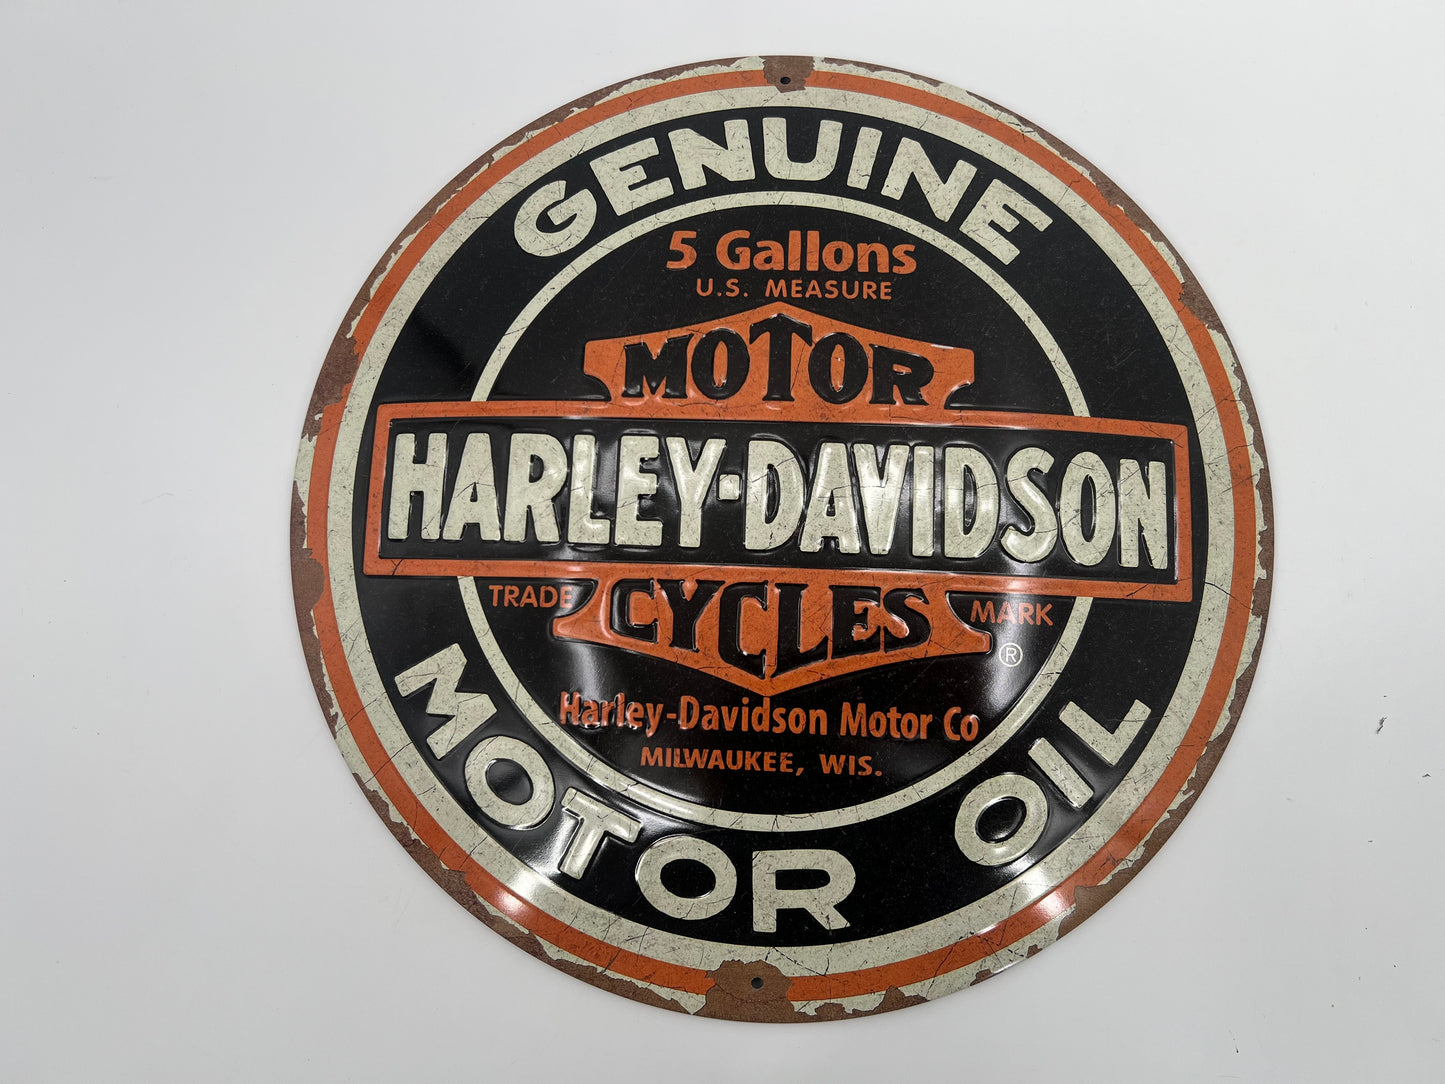 GENUINE
5 Gallons
U.S. MEASURE
MOTOR
HARLEY-DAVIDSON
TRADE MARK
CYCLES
®
Harley-Davidson Motor Co
MILWAUKEE, WIS.
MOTOR OIL